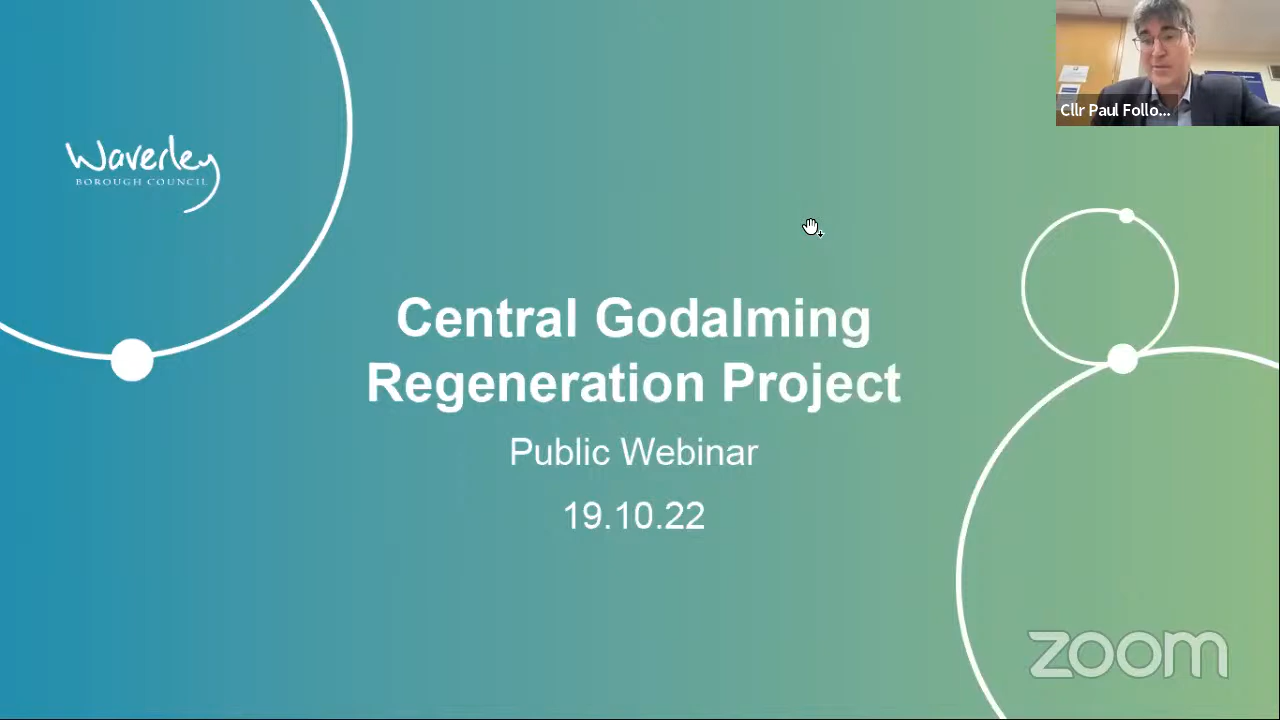 Cllr Paul Follo...
Waverley
BOROUGH COUNCIL
Central Godalming
Regeneration Project
Public Webinar
19.10.22
zoom